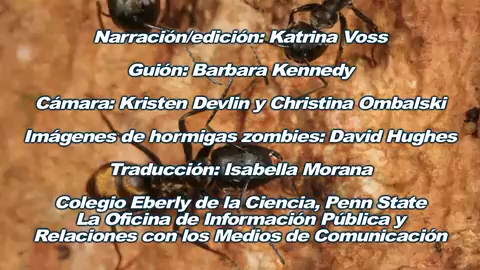 Narración/edición: Katrina Voss
Guión: Barbara Kennedy
Cámara: Kristen Devlin y Christina Ombalski
Imágenes de hormigas zombies: David Hughes
Traducción: Isabella Morana
Colegio Eberly de la Ciencia, Penn State
La Oficina de Información Pública y
Relaciones con los Medios de Comunicación